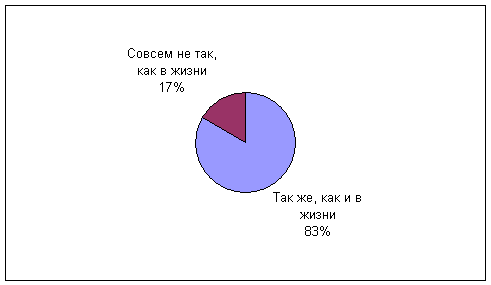 Совсем не так,
как в жизни
17%
Так же, как и в
жизни
83%